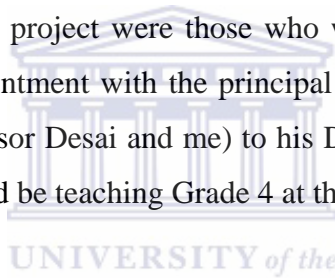 project were those who
ntment with the principal
sor Desai and me) to his D
d be teaching Grade 4 at th
UNIVERSITY of the